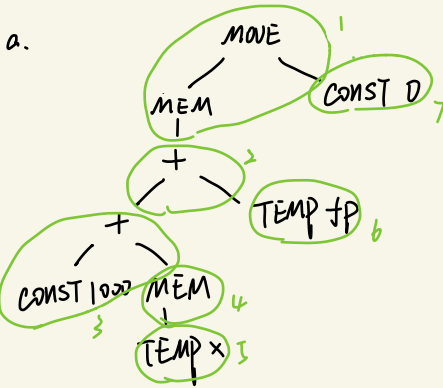 a.
1
MOVE
MEM
CONST 0
7
+
2
+
TEMP fp
6
CONST 1000
MEM
4
3
TEMP x
5